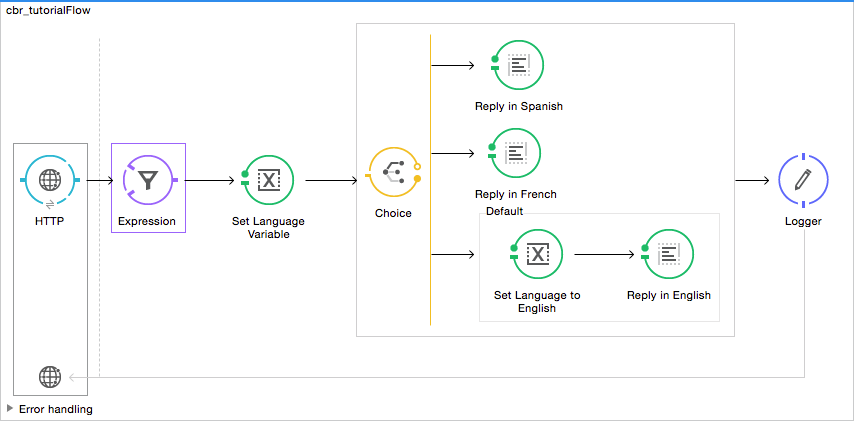 cbr_tutorialFlow
HTTP
Expression
Set Language
Variable
Choice
Reply in Spanish
Reply in French
Default
Set Language to
English
Reply in English
Logger
Error handling